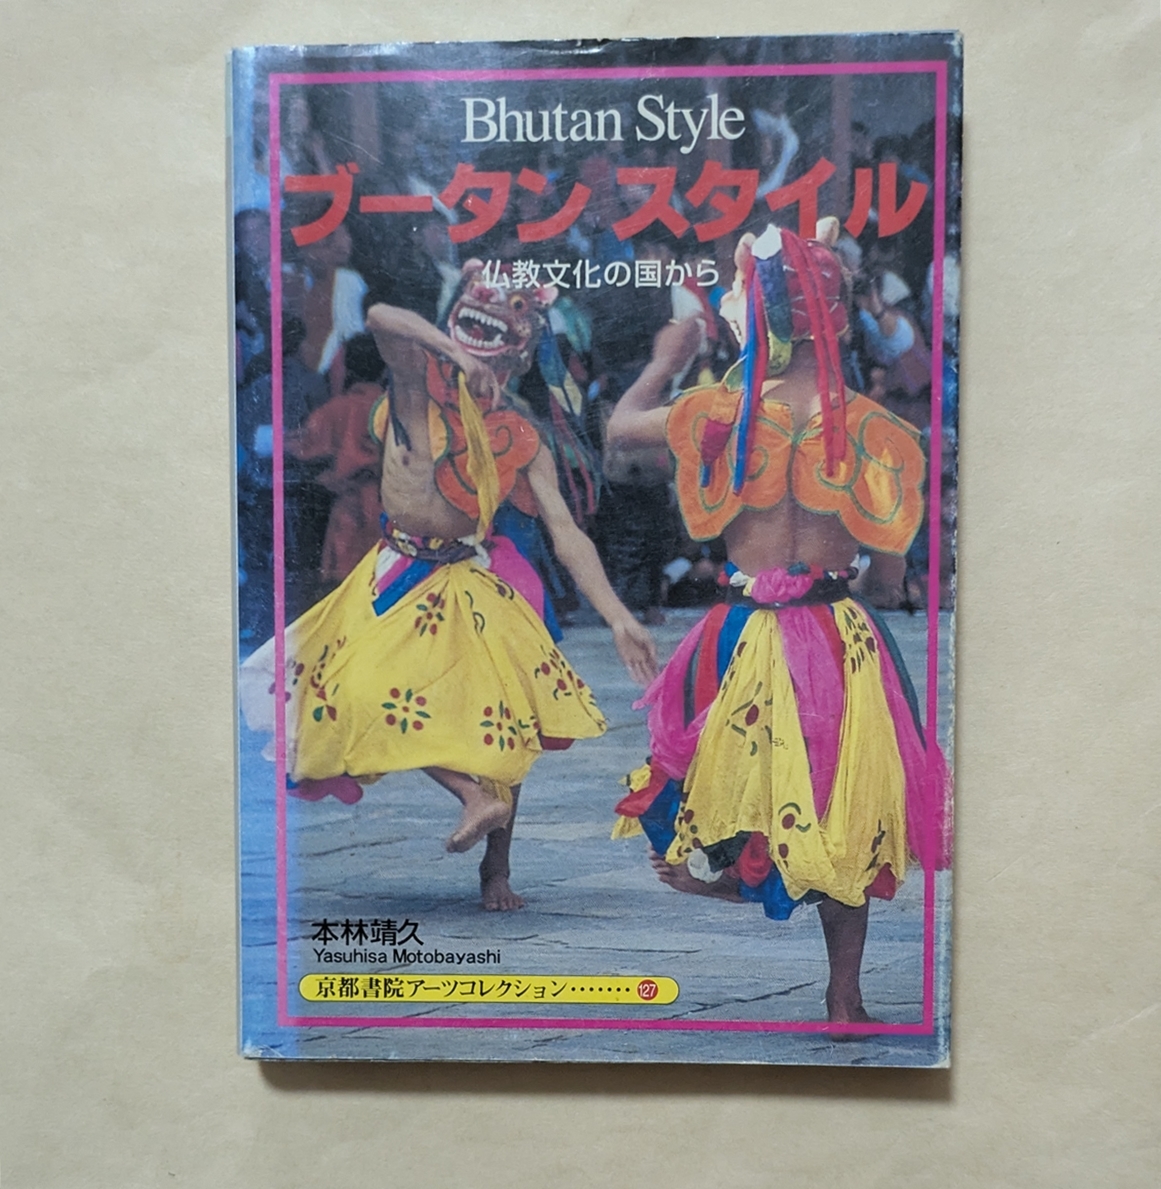 Bhutan Style
ブータン スタイル
仏教文化の国から
本林靖久
Yasuhisa Motobayashi
京都書院アーツコレクション・・・・・・・127